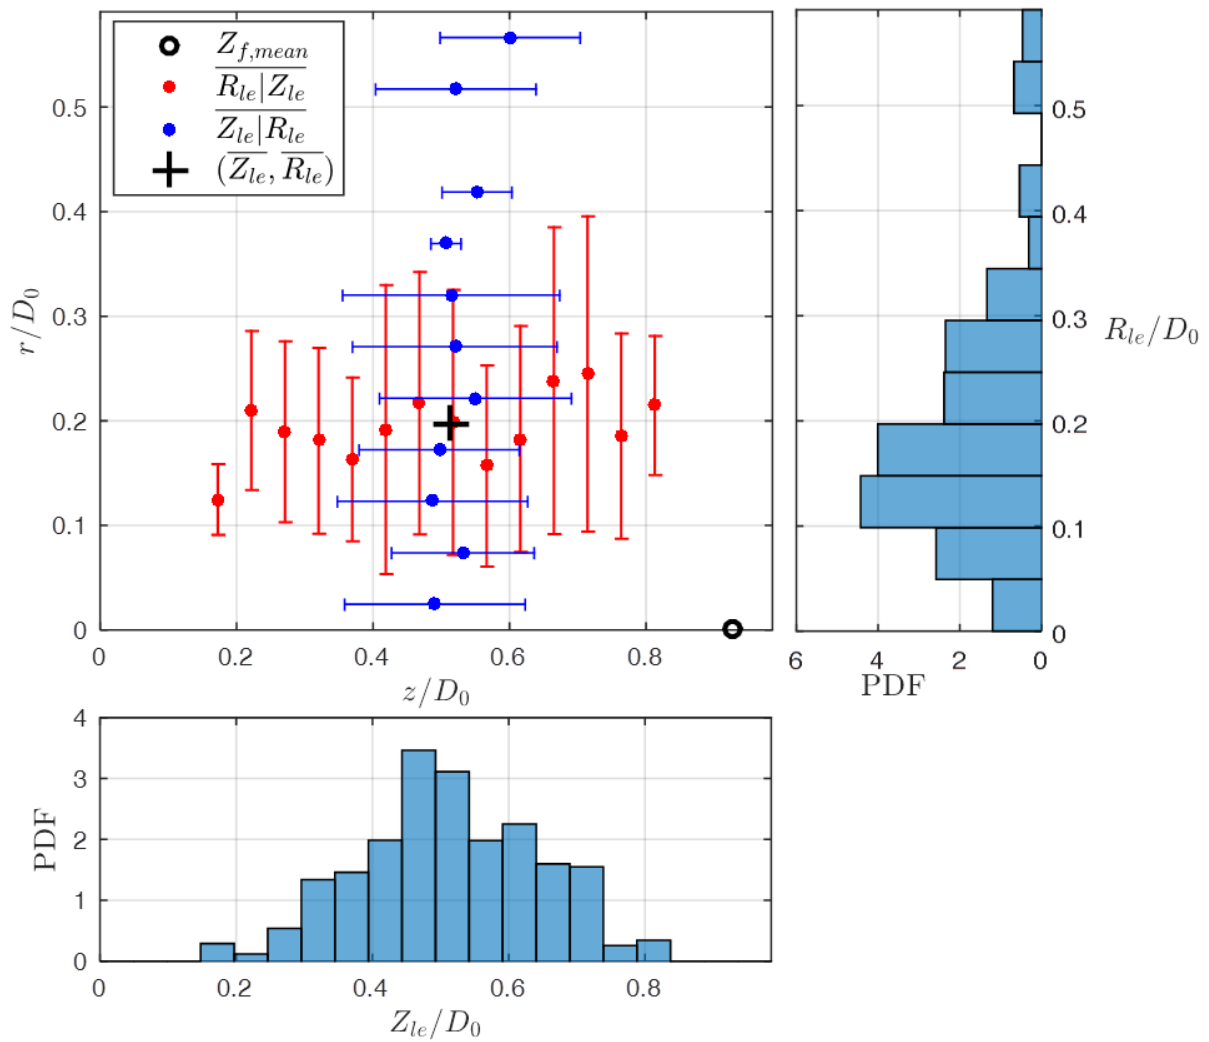 Z_{f,mean}
\overline{R_{le}|Z_{le}}
\overline{Z_{le}|R_{le}}
(\overline{Z_{le}}, \overline{R_{le}})
r/D_0
0.5
0.4
0.3
0.2
0.1
0
0 0.2 0.4 0.6 0.8
z/D_0
0.5
0.4
0.3
0.2
0.1
0
R_{le}/D_0
6 4 2 0
PDF
4
3
2
1
0
PDF
0 0.2 0.4 0.6 0.8
Z_{le}/D_0